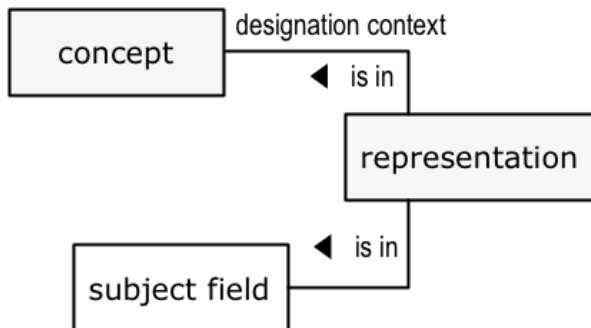 designation context
concept
◀ is in
representation
◀ is in
subject field